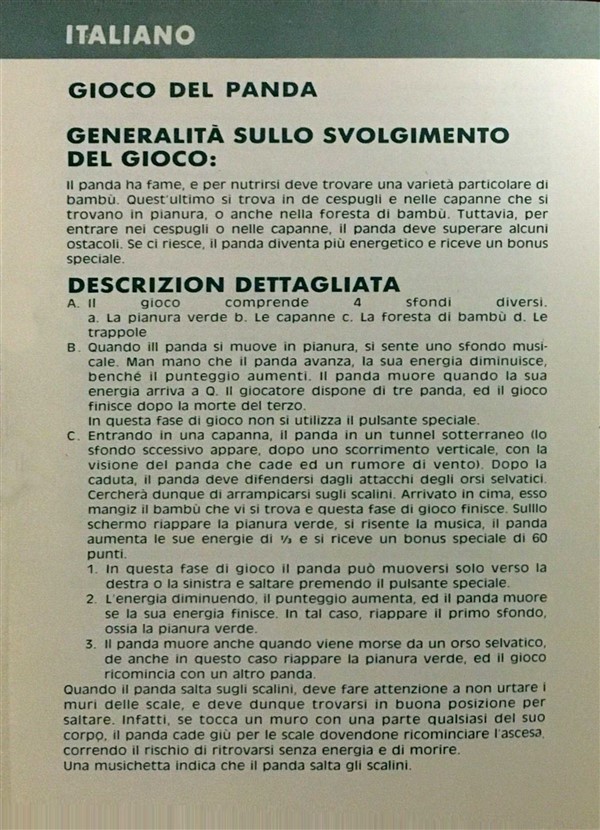 ITALIANO
GIOCO DEL PANDA
GENERALITÀ SULLO SVOLGIMENTO
DEL GIOCO:
Il panda ha fame, e per nutrirsi deve trovare una varietà particolare di
bambù. Quest'ultimo si trova in de cespugli e nelle capanne che si
trovano in pianura, o anche nella foresta di bambù. Tuttavia, per
entrare nei cespugli o nelle capanne, il panda deve superare alcuni
ostacoli. Se ci riesce, il panda diventa più energetico e riceve un bonus
speciale.
DESCRIZION DETTAGLIATA
A. Il gioco comprende 4 sfondi diversi.
a. La pianura verde b. Le capanne c. La foresta di bambù d. Le
trappole
B. Quando ill panda si muove in pianura, si sente uno sfondo musi-
cale. Man mano che il panda avanza, la sua energia diminuisce,
benché il punteggio aumenti. Il panda muore quando la sua
energia arriva a Q. Il giocatore dispone di tre panda, ed il gioco
finisce dopo la morte del terzo.
In questa fase di gioco non si utilizza il pulsante speciale.
C. Entrando in una capanna, il panda in un tunnel sotterraneo (lo
sfondo sccessivo appare, dopo uno scorrimento verticale, con la
visione del panda che cade ed un rumore di vento). Dopo la
caduta, il panda deve difendersi dagli attacchi degli orsi selvatici.
Cercherà dunque di arrampicarsi sugli scalini. Arrivato in cima, esso
mangiz il bambù che vi si trova e questa fase di gioco finisce. Sulllo
schermo riappare la pianura verde, si risente la musica, il panda
aumenta le sue energie di ⅓ e si riceve un bonus speciale di 60
punti.
1. In questa fase di gioco il panda può muoversi solo verso la
destra o la sinistra e saltare premendo il pulsante speciale.
2. L'energia diminuendo, il punteggio aumenta, ed il panda muore
se la sua energia finisce. In tal caso, riappare il primo sfondo,
ossia la pianura verde.
3. Il panda muore anche quando viene morse da un orso selvatico,
de anche in questo caso riappare la pianura verde, ed il gioco
ricomincia con un altro panda.
Quando il panda salta sugli scalini, deve fare attenzione a non urtare i
muri delle scale, e deve dunque trovarsi in buona posizione per
saltare. Infatti, se tocca un muro con una parte qualsiasi del suo
corpo, il panda cade giù per le scale dovendone ricominciare l'ascesa,
correndo il rischio di ritrovarsi senza energia e di morire.
Una musichetta indica che il panda salta gli scalini.